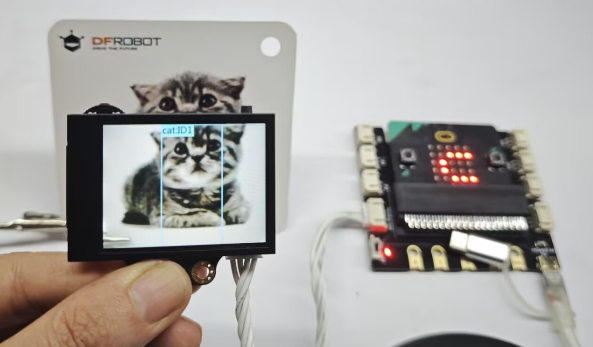 DFROBOT
DRIVE THE FUTURE
cat:ID1